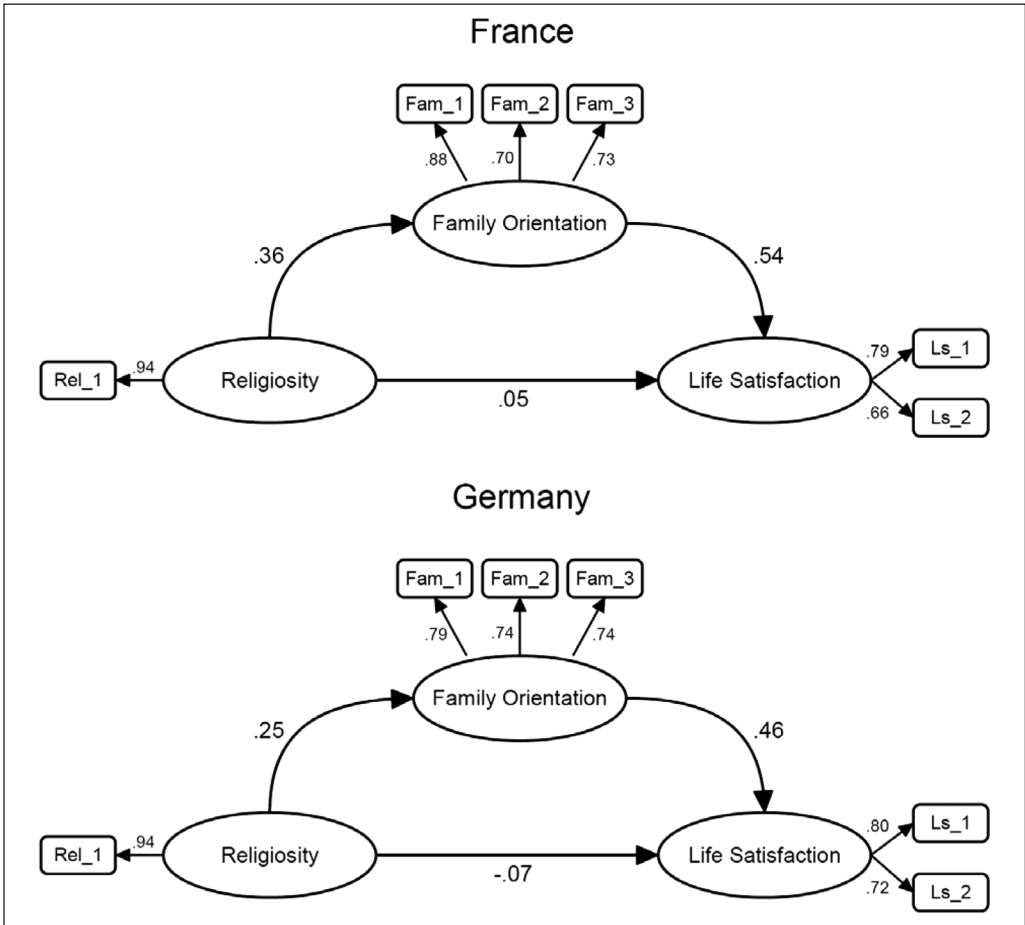 France
Fam_1 Fam_2 Fam_3
.88 .70 .73
Family Orientation
.36 .54
Rel_1 .94 Religiosity .05 Life Satisfaction .79 Ls_1
.66 Ls_2
Germany
Fam_1 Fam_2 Fam_3
.79 .74 .74
Family Orientation
.25 .46
Rel_1 .94 Religiosity -.07 Life Satisfaction .80 Ls_1
.72 Ls_2